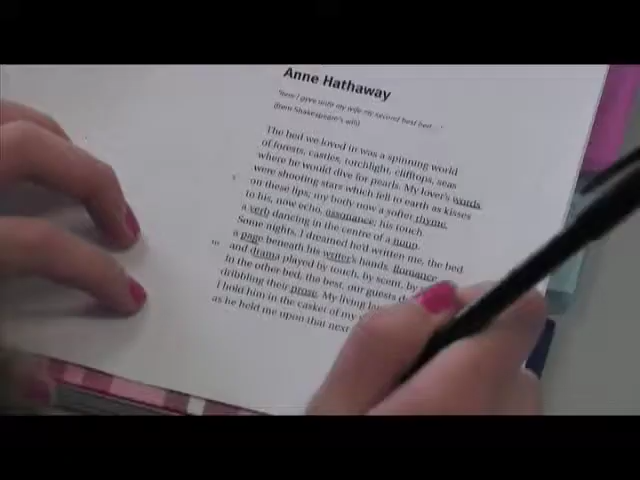 Anne Hathaway
'Item I gyve unto my wife my second best bed ...'
(from Shakespeare's will)
The bed we loved in was a spinning world
of forests, castles, torchlight, clifftops, seas
where he would dive for pearls. My lover's words
were shooting stars which fell to earth as kisses
on these lips; my body now a softer rhyme
to his, now echo, assonance; his touch
a verb dancing in the centre of a noun.
Some nights, I dreamed he'd written me, the bed
a page beneath his writer's hands. Romance
and drama played by touch, by scent, by
In the other bed, the best, our guests
dribbling their prose. My living
I hold him in the casket of my
as he held me upon that next